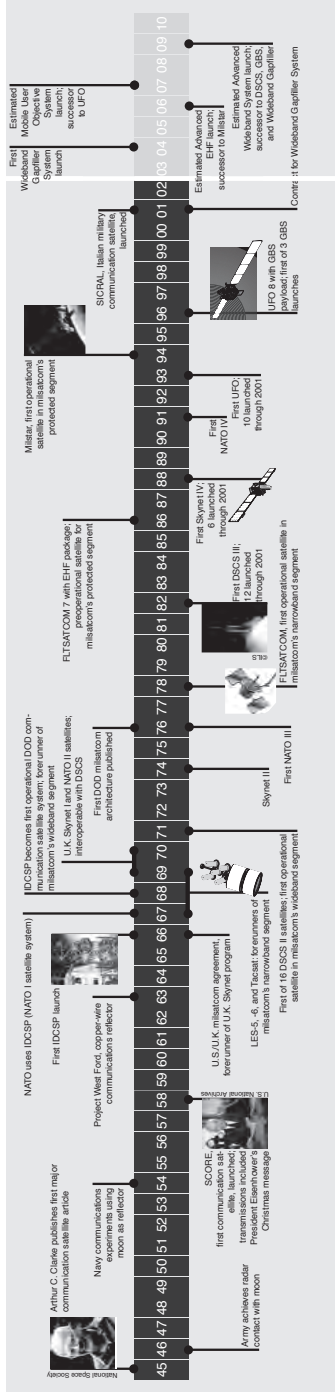 National Space Society
Arthur C. Clarke publishes first major
communication satellite article
Navy communications
experiments using
moon as reflector
Project West Ford, copper-wire
communications reflector
First IDCSP launch
NATO uses IDCSP (NATO I satellite system)
IDCSP becomes first operational DOD com-
munication satellite system; forerunner of
milsatcom's wideband segment
U.K. Skynet I and NATO II satellites;
interoperable with DSCS
First DOD milsatcom
architecture published
FLTSATCOM 7 with EHF package;
preoperational satellite for
milsatcom's protected segment
Milstar, first operational
satellite in milsatcom's
protected segment
SICRAL, Italian military
communication satellite,
launched
First
Wideband
Gapfiller
System
launch
Estimated
Mobile User
Objective
System
launch;
successor
to UFO
45 46 47 48 49 50 51 52 53 54 55 56 57 58 59 60 61 62 63 64 65 66 67 68 69 70 71 72 73 74 75 76 77 78 79 80 81 82 83 84 85 86 87 88 89 90 91 92 93 94 95 96 97 98 99 00 01 02 03 04 05 06 07 08 09 10
Army achieves radar
contact with moon
SCORE,
first communication sat-
ellite, launched;
transmissions included
President Eisenhower's
Christmas message
U.S. National Archives
U.S./U.K. milsatcom agreement,
forerunner of U.K. Skynet program
LES-5, -6, and Tacsat: forerunners of
milsatcom's narrowband segment
First of 16 DSCS II satellites; first operational
satellite in milsatcom's wideband segment
Skynet II
First NATO III
FLTSATCOM, first operational satellite in
milsatcom's narrowband segment
©ILS
First DSCS III;
12 launched
through 2001
First Skynet IV;
6 launched
through 2001
First
NATO IV
First UFO;
10 launched
through 2001
UFO 8 with GBS
payload; first of 3 GBS
launches
Contract for Wideband Gapfiller System
Estimated Advanced
EHF launch;
successor to Milstar
Estimated Advanced
Wideband System launch;
successor to DSCS, GBS,
and Wideband Gapfiller